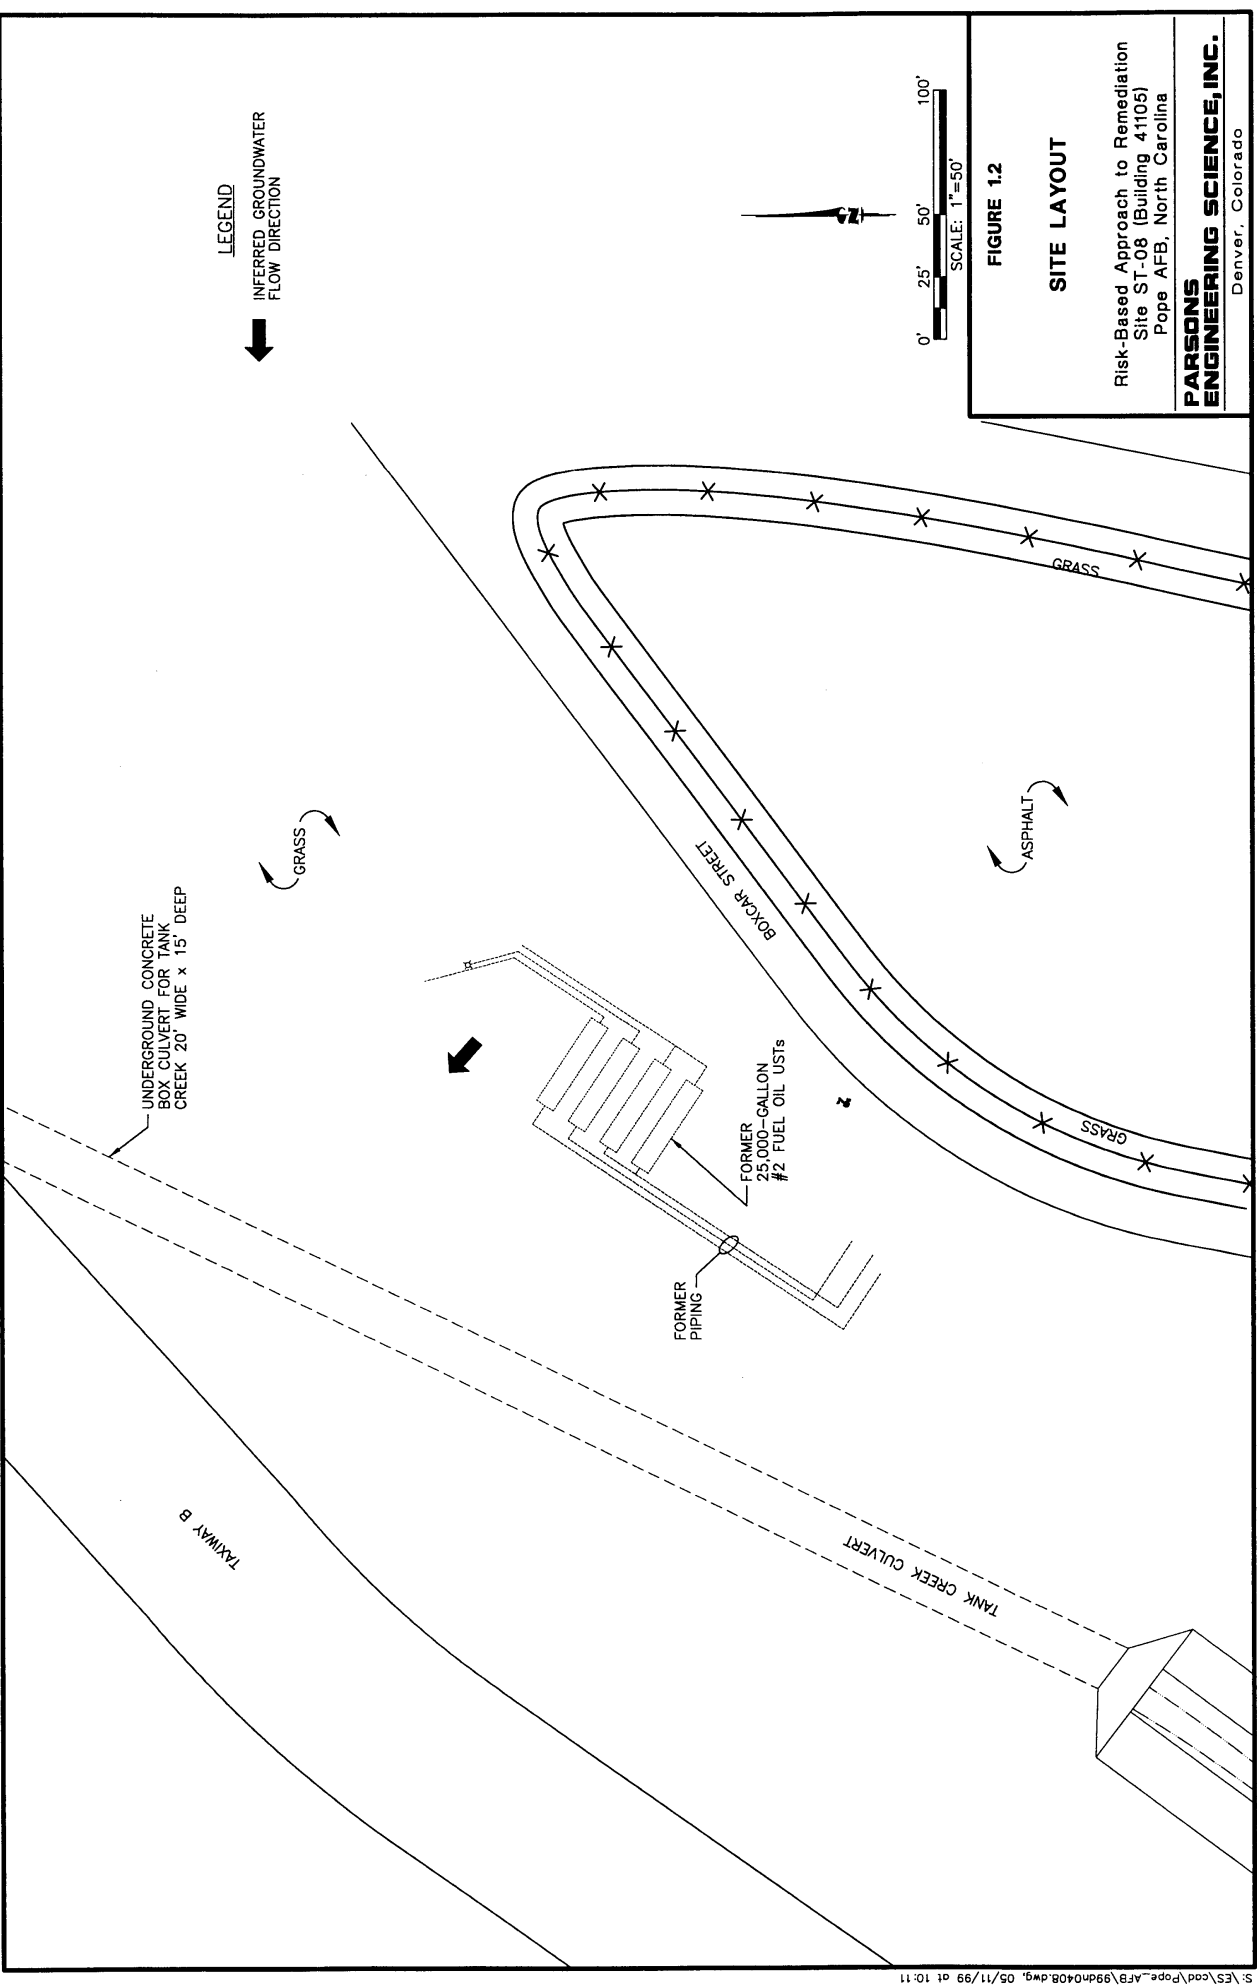 LEGEND
INFERRED GROUNDWATER
FLOW DIRECTION
UNDERGROUND CONCRETE
BOX CULVERT FOR TANK
CREEK 20' WIDE x 15' DEEP
GRASS
TAXIWAY B
FORMER
PIPING
FORMER
25,000-GALLON
#2 FUEL OIL USTs
BOXCAR STREET
TANK CREEK CULVERT
ASPHALT
GRASS
GRASS
N
0' 25' 50' 100'
SCALE: 1"=50'
FIGURE 1.2
SITE LAYOUT
Risk-Based Approach to Remediation
Site ST-08 (Building 41105)
Pope AFB, North Carolina
PARSONS
ENGINEERING SCIENCE, INC.
Denver, Colorado
S:\ES\cad\Pope_AFB\99dn0408.dwg, 05/11/99 at 10:11